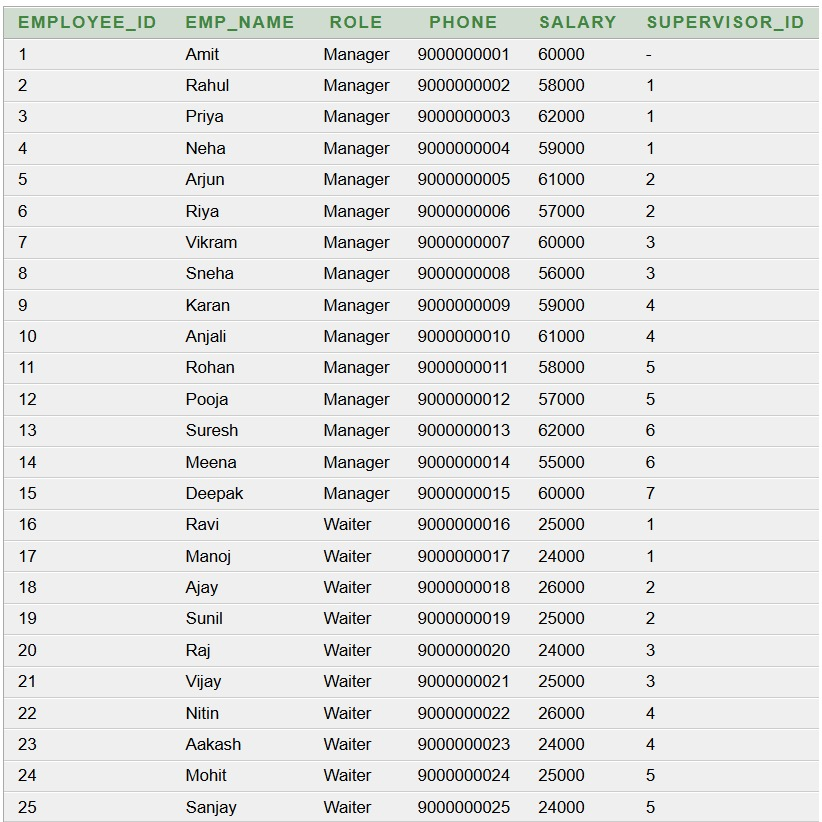 EMPLOYEE_ID EMP_NAME ROLE PHONE SALARY SUPERVISOR_ID
1 Amit Manager 9000000001 60000 -
2 Rahul Manager 9000000002 58000 1
3 Priya Manager 9000000003 62000 1
4 Neha Manager 9000000004 59000 1
5 Arjun Manager 9000000005 61000 2
6 Riya Manager 9000000006 57000 2
7 Vikram Manager 9000000007 60000 3
8 Sneha Manager 9000000008 56000 3
9 Karan Manager 9000000009 59000 4
10 Anjali Manager 9000000010 61000 4
11 Rohan Manager 9000000011 58000 5
12 Pooja Manager 9000000012 57000 5
13 Suresh Manager 9000000013 62000 6
14 Meena Manager 9000000014 55000 6
15 Deepak Manager 9000000015 60000 7
16 Ravi Waiter 9000000016 25000 1
17 Manoj Waiter 9000000017 24000 1
18 Ajay Waiter 9000000018 26000 2
19 Sunil Waiter 9000000019 25000 2
20 Raj Waiter 9000000020 24000 3
21 Vijay Waiter 9000000021 25000 3
22 Nitin Waiter 9000000022 26000 4
23 Aakash Waiter 9000000023 24000 4
24 Mohit Waiter 9000000024 25000 5
25 Sanjay Waiter 9000000025 24000 5